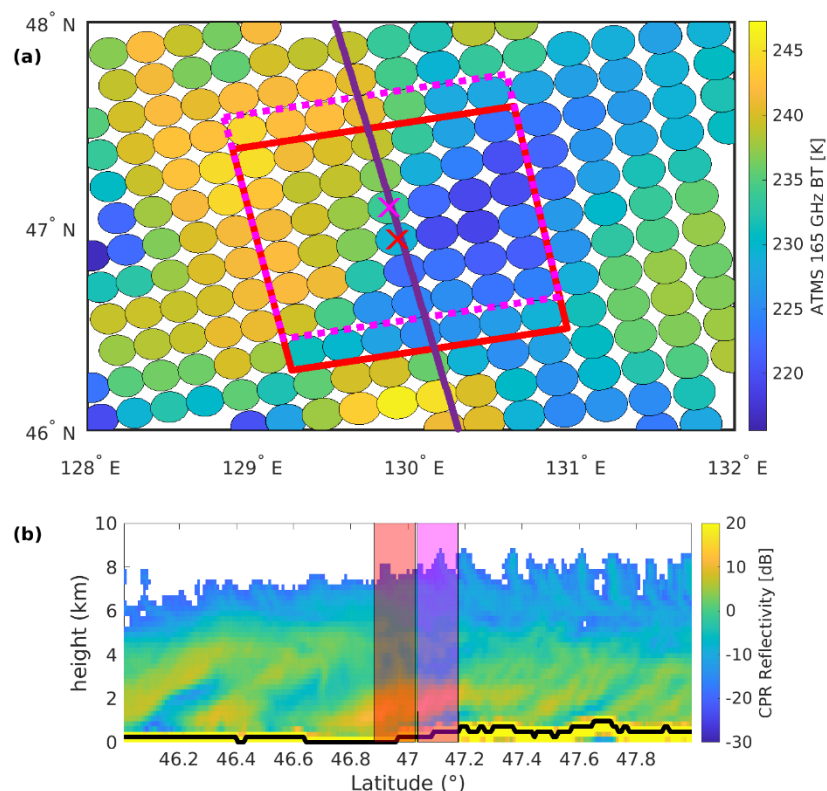 48° N
(a)
47° N
46° N
128° E
129° E
130° E
131° E
132° E
245
240
235
230
225
220
ATMS 165 GHz BT [K]
(b)
10
8
6
4
2
0
height (km)
46.2
46.4
46.6
46.8
47
47.2
47.4
47.6
47.8
Latitude (°)
20
10
0
-10
-20
-30
CPR Reflectivity [dB]